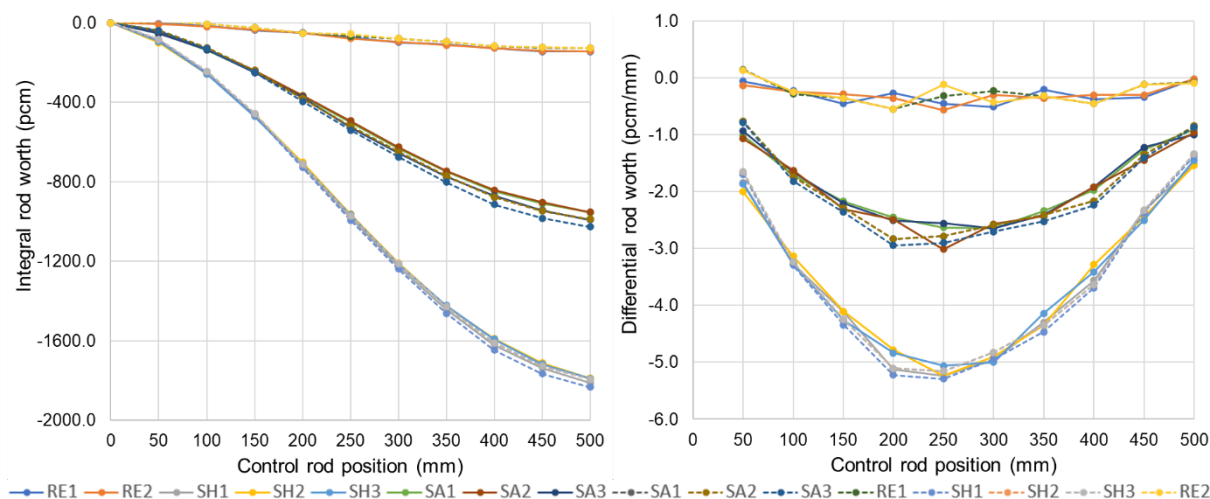 0.0
-400.0
-800.0
-1200.0
-1600.0
-2000.0
Integral rod worth (pcm)
0 50 100 150 200 250 300 350 400 450 500
Control rod position (mm)
1.0
0.0
-1.0
-2.0
-3.0
-4.0
-5.0
-6.0
Differential rod worth (pcm/mm)
0 50 100 150 200 250 300 350 400 450 500
Control rod position (mm)
RE1 RE2 SH1 SH2 SH3 SA1 SA2 SA3 SA1 SA2 SA3 RE1 SH1 SH2 SH3 RE2